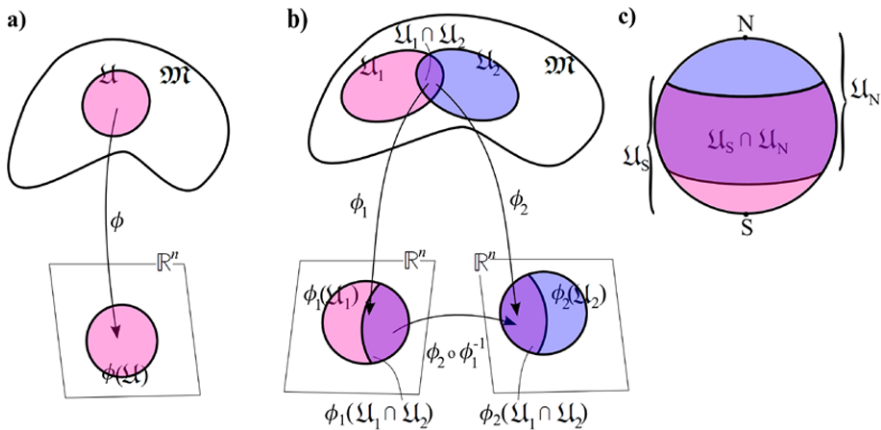 a)
𝔘
𝔐
ϕ
ℝⁿ
ϕ(𝔘)
b)
𝔘₁ ∩ 𝔘₂
𝔘₁
𝔘₂
𝔐
ϕ₁
ϕ₂
ℝⁿ
ℝⁿ
ϕ₁(𝔘₁)
ϕ₂(𝔘₂)
ϕ₂ ∘ ϕ₁⁻¹
ϕ₁(𝔘₁ ∩ 𝔘₂)
ϕ₂(𝔘₁ ∩ 𝔘₂)
c)
N
𝔘_N
𝔘_S ∩ 𝔘_N
𝔘_S
S